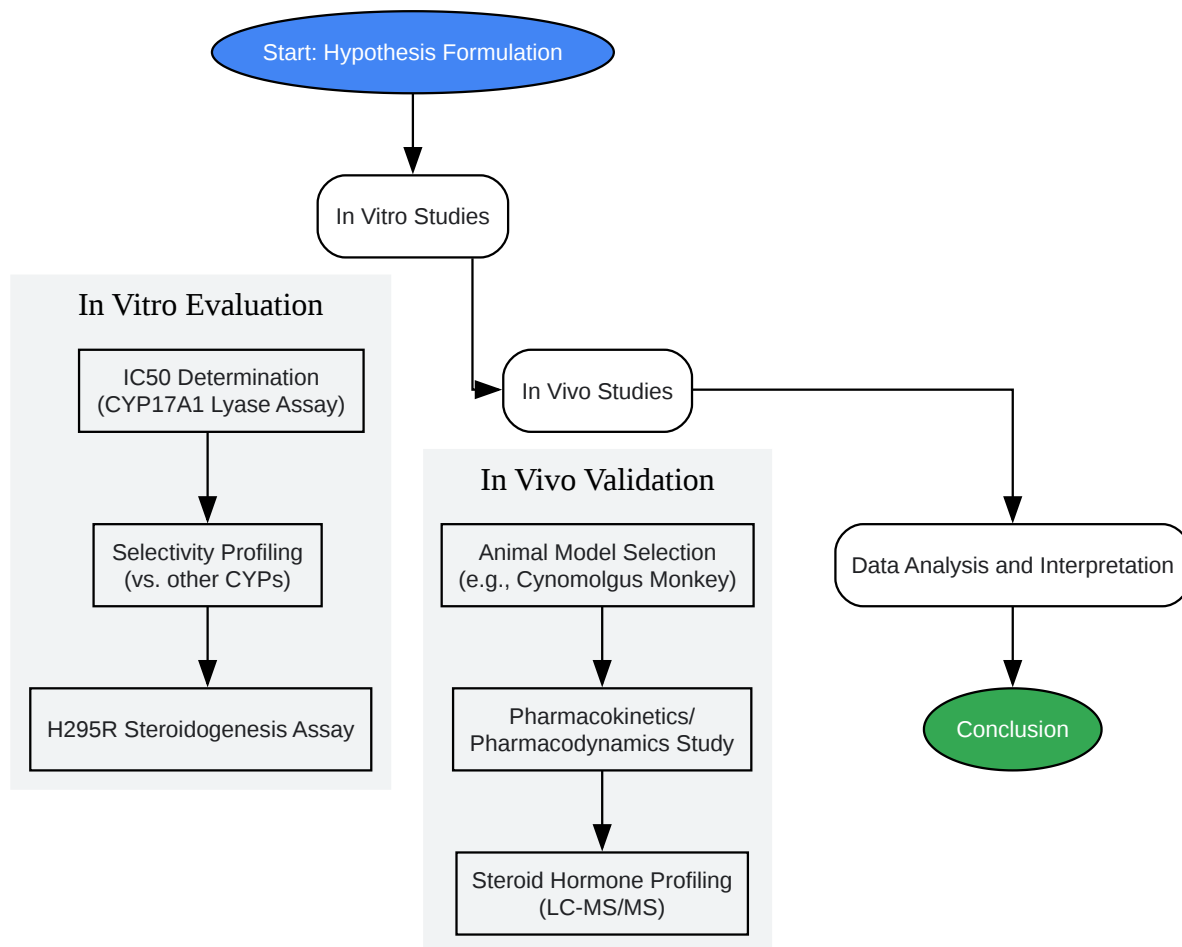 Start: Hypothesis Formulation
In Vitro Studies
In Vitro Evaluation
IC50 Determination
(CYP17A1 Lyase Assay)
Selectivity Profiling
(vs. other CYPs)
H295R Steroidogenesis Assay
In Vivo Studies
In Vivo Validation
Animal Model Selection
(e.g., Cynomolgus Monkey)
Pharmacokinetics/
Pharmacodynamics Study
Steroid Hormone Profiling
(LC-MS/MS)
Data Analysis and Interpretation
Conclusion